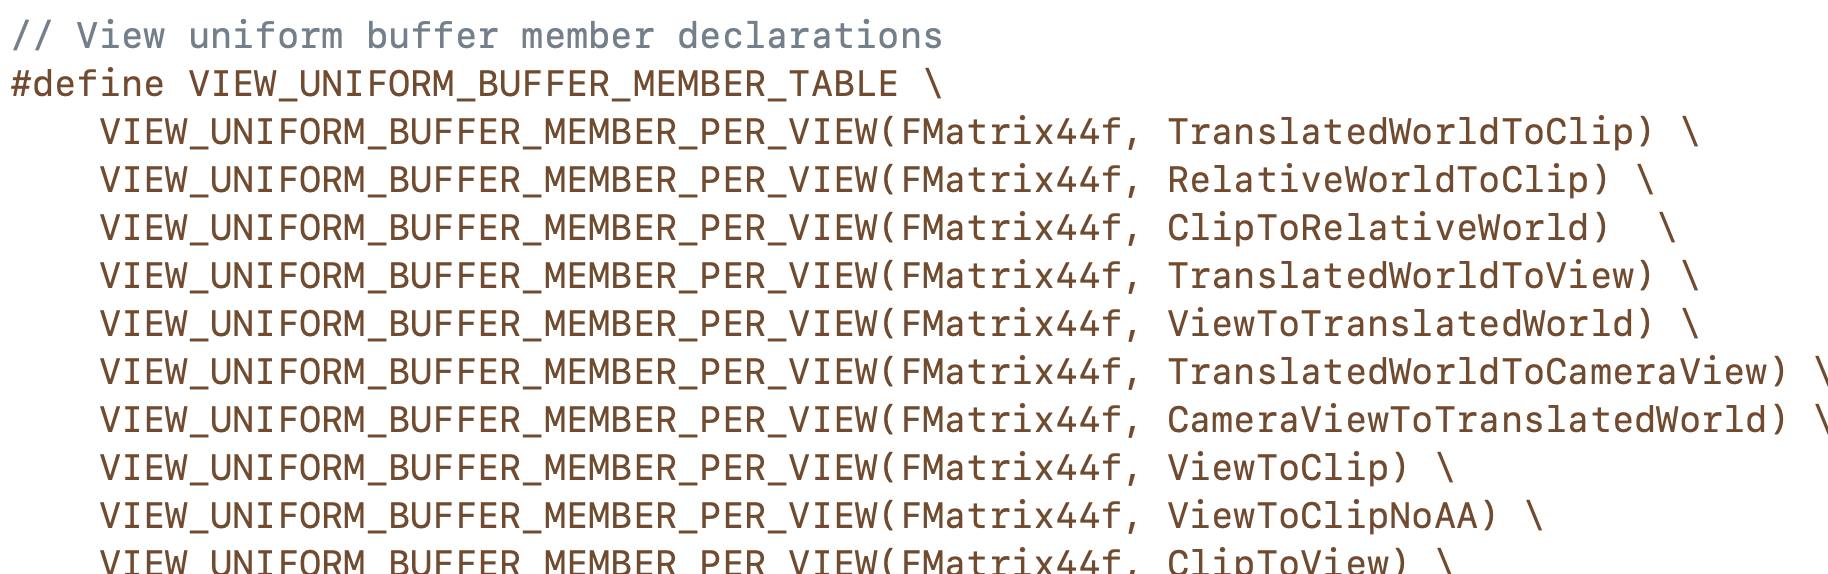 // View uniform buffer member declarations
#define VIEW_UNIFORM_BUFFER_MEMBER_TABLE \
    VIEW_UNIFORM_BUFFER_MEMBER_PER_VIEW(FMatrix44f, TranslatedWorldToClip) \
    VIEW_UNIFORM_BUFFER_MEMBER_PER_VIEW(FMatrix44f, RelativeWorldToClip) \
    VIEW_UNIFORM_BUFFER_MEMBER_PER_VIEW(FMatrix44f, ClipToRelativeWorld)  \
    VIEW_UNIFORM_BUFFER_MEMBER_PER_VIEW(FMatrix44f, TranslatedWorldToView) \
    VIEW_UNIFORM_BUFFER_MEMBER_PER_VIEW(FMatrix44f, ViewToTranslatedWorld) \
    VIEW_UNIFORM_BUFFER_MEMBER_PER_VIEW(FMatrix44f, TranslatedWorldToCameraView) \
    VIEW_UNIFORM_BUFFER_MEMBER_PER_VIEW(FMatrix44f, CameraViewToTranslatedWorld) \
    VIEW_UNIFORM_BUFFER_MEMBER_PER_VIEW(FMatrix44f, ViewToClip) \
    VIEW_UNIFORM_BUFFER_MEMBER_PER_VIEW(FMatrix44f, ViewToClipNoAA) \
    VIEW_UNIFORM_BUFFER_MEMBER_PER_VIEW(FMatrix44f, ClipToView) \